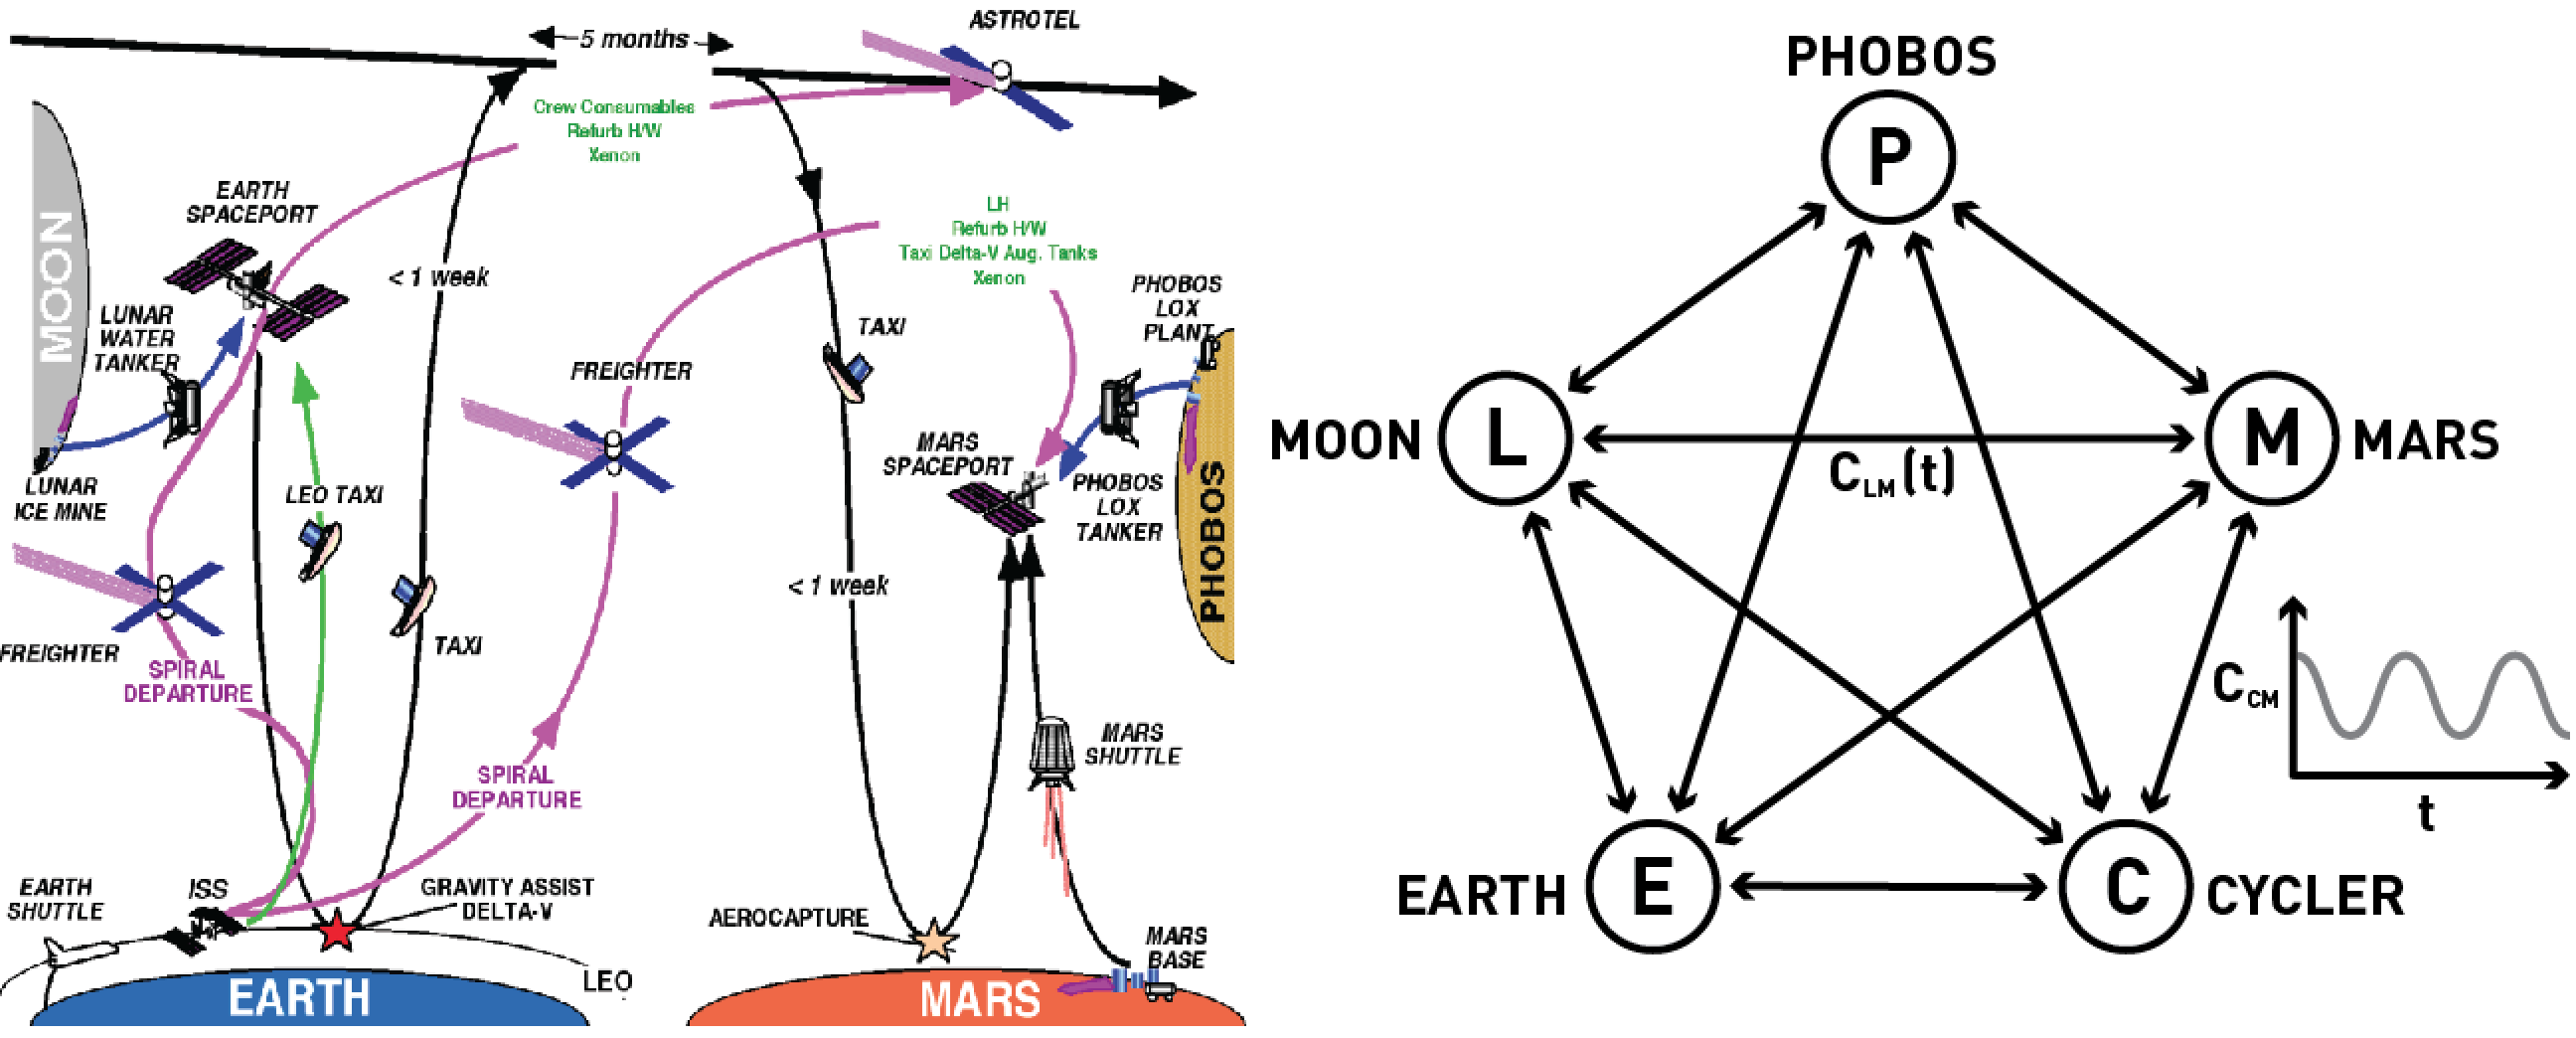 ASTROTEL
5 months
Crew Consumables
Refurb H/W
Xenon
MOON
EARTH
SPACEPORT
< 1 week
LUNAR
WATER
TANKER
LH
Refurb H/W
Taxi Delta-V Aug. Tanks
Xenon
PHOBOS
LOX
PLANT
TAXI
FREIGHTER
MARS
SPACEPORT
PHOBOS
LOX
TANKER
PHOBOS
LUNAR
ICE MINE
LEO TAXI
< 1 week
FREIGHTER
TAXI
SPIRAL
DEPARTURE
SPIRAL
DEPARTURE
MARS
SHUTTLE
EARTH
SHUTTLE
ISS
GRAVITY ASSIST
DELTA-V
AEROCAPTURE
MARS
BASE
LEO
EARTH
MARS
PHOBOS
P
MOON
L
M
MARS
CLM(t)
CCM
t
EARTH
E
C
CYCLER